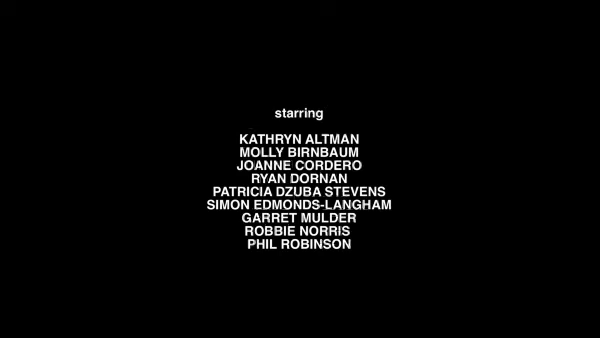 starring
KATHRYN ALTMAN
MOLLY BIRNBAUM
JOANNE CORDERO
RYAN DORNAN
PATRICIA DZUBA STEVENS
SIMON EDMONDS-LANGHAM
GARRET MULDER
ROBBIE NORRIS
PHIL ROBINSON